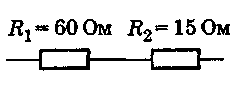 R₁ = 60 Ом R₂ = 15 Ом